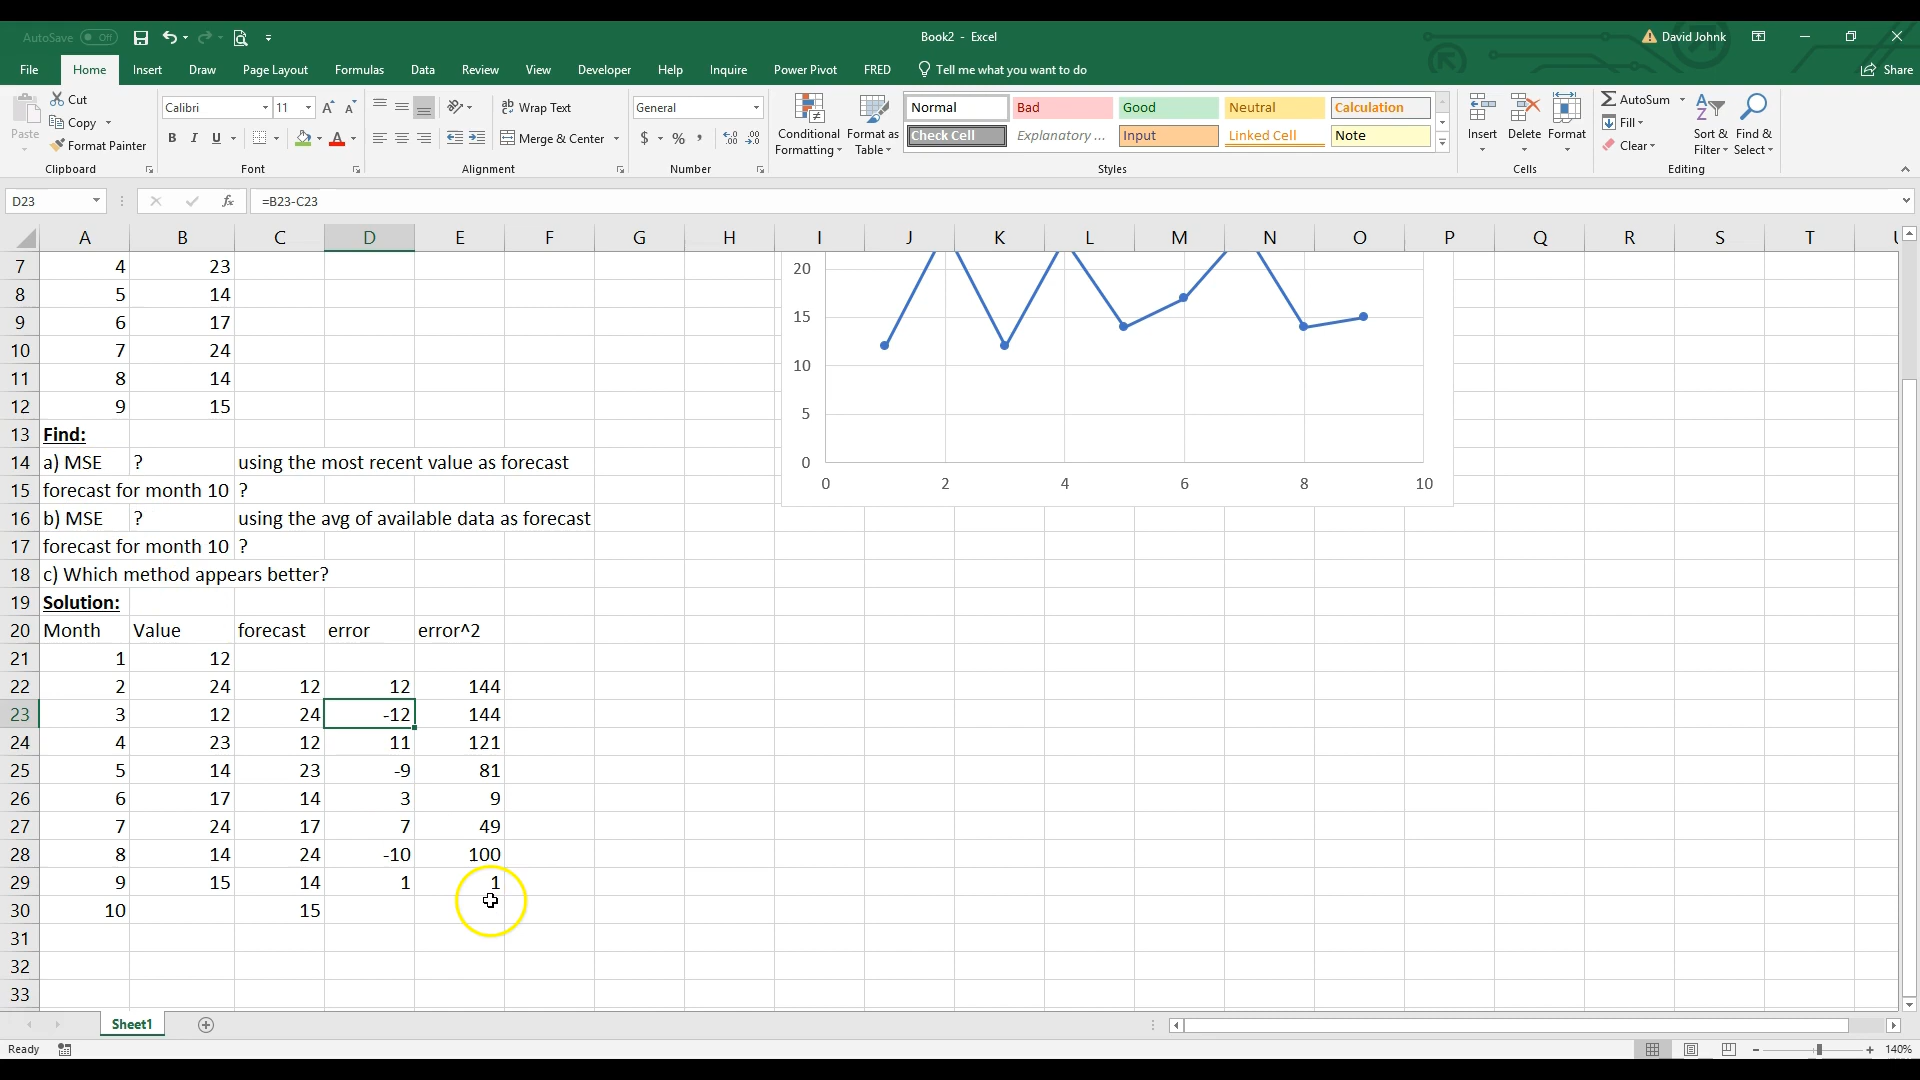 AutoSave Off Book2 - Excel David Johnk
File Home Insert Draw Page Layout Formulas Data Review View Developer Help Inquire Power Pivot FRED Tell me what you want to do Share
Cut
Copy
Format Painter
Paste
Clipboard
Calibri 11
B I U
Font
Wrap Text
Merge & Center
Alignment
General
$ % ,
Number
Conditional Formatting
Format as Table
Normal Bad Good Neutral Calculation
Check Cell Explanatory ... Input Linked Cell Note
Styles
Insert Delete Format
Cells
AutoSum
Fill
Clear
Sort & Filter
Find & Select
Editing
D23 fx =B23-C23
A B C D E F G H I J K L M N O P Q R S T
7 4 23
8 5 14
9 6 17
10 7 24
11 8 14
12 9 15
13 Find:
14 a) MSE ? using the most recent value as forecast
15 forecast for month 10 ?
16 b) MSE ? using the avg of available data as forecast
17 forecast for month 10 ?
18 c) Which method appears better?
19 Solution:
20 Month Value forecast error error^2
21 1 12
22 2 24 12 12 144
23 3 12 24 -12 144
24 4 23 12 11 121
25 5 14 23 -9 81
26 6 17 14 3 9
27 7 24 17 7 49
28 8 14 24 -10 100
29 9 15 14 1 1
30 10 15
31
32
33
20
15
10
5
0
0 2 4 6 8 10
Sheet1
Ready 140%